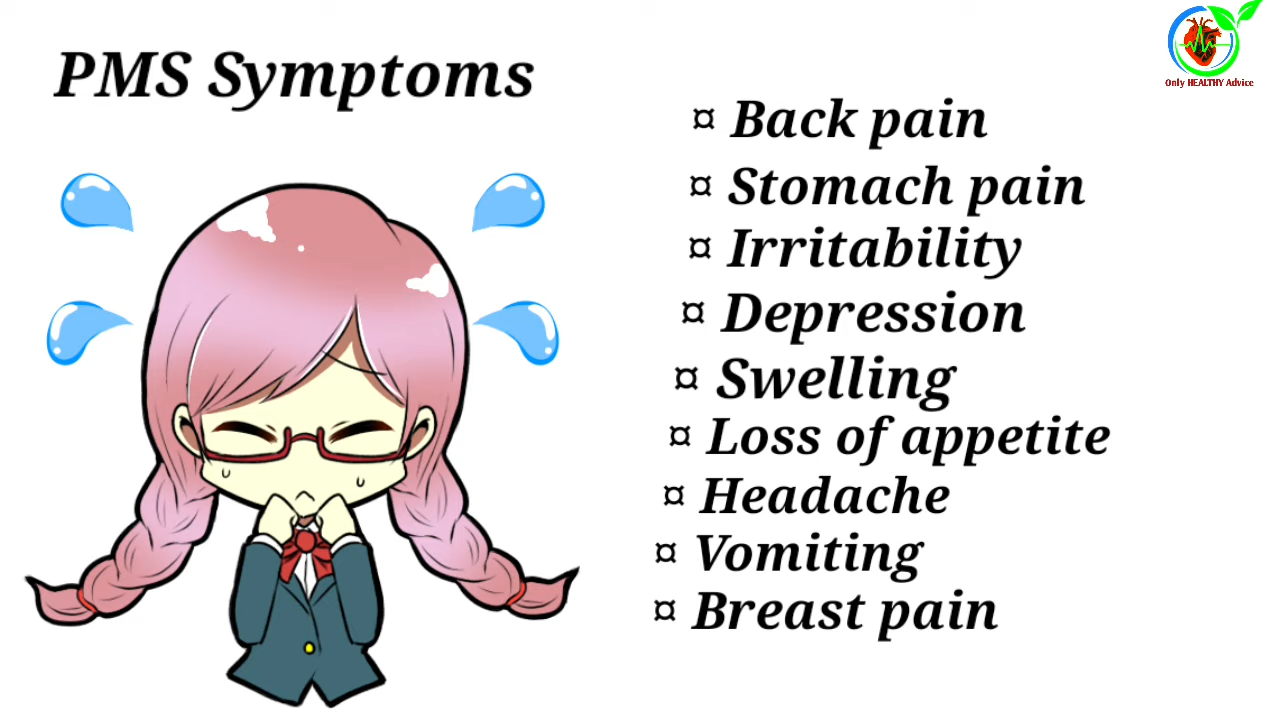 PMS Symptoms
Only HEALTHY Advice
¤ Back pain
¤ Stomach pain
¤ Irritability
¤ Depression
¤ Swelling
¤ Loss of appetite
¤ Headache
¤ Vomiting
¤ Breast pain